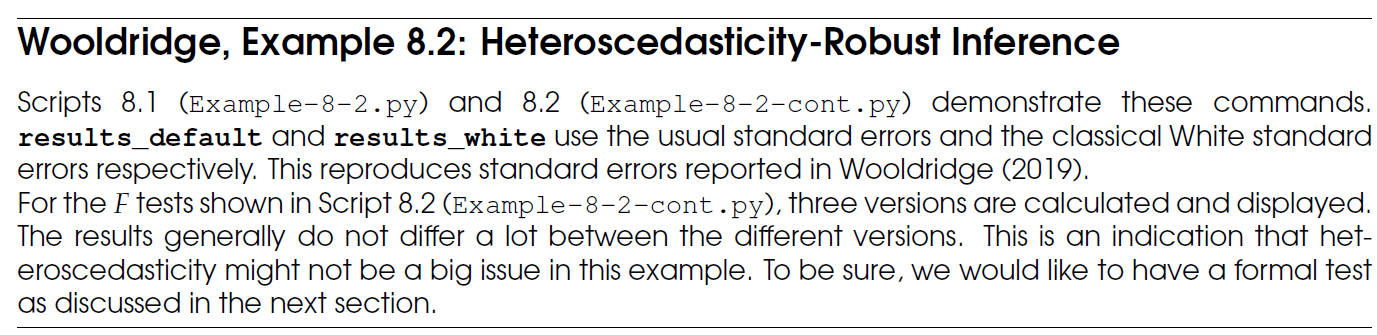 Wooldridge, Example 8.2: Heteroscedasticity-Robust Inference
Scripts 8.1 (Example-8-2.py) and 8.2 (Example-8-2-cont.py) demonstrate these commands.
results_default and results_white use the usual standard errors and the classical White standard
errors respectively. This reproduces standard errors reported in Wooldridge (2019).
For the F tests shown in Script 8.2 (Example-8-2-cont.py), three versions are calculated and displayed.
The results generally do not differ a lot between the different versions. This is an indication that het-
eroscedasticity might not be a big issue in this example. To be sure, we would like to have a formal test
as discussed in the next section.